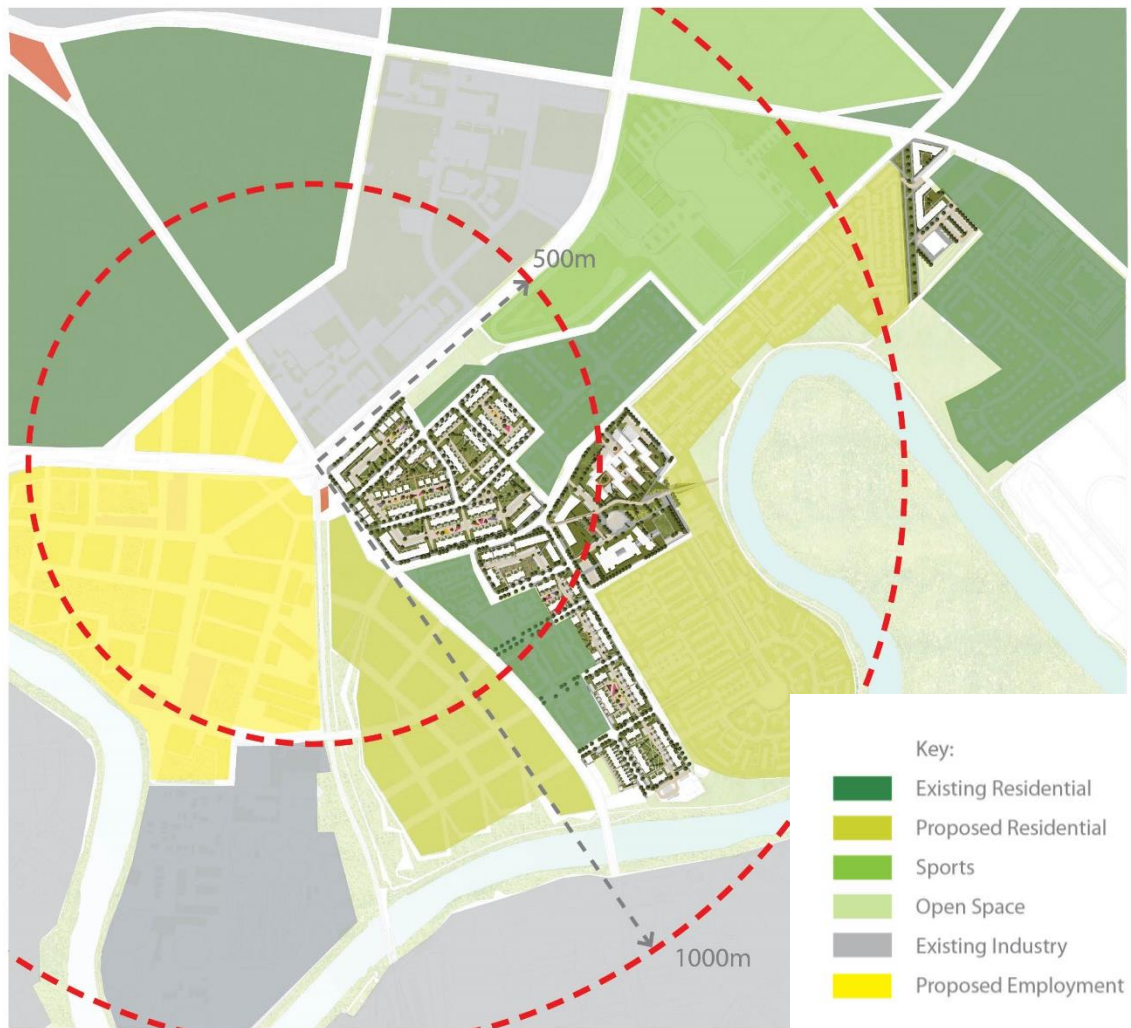 500m
1000m
Key:
Existing Residential
Proposed Residential
Sports
Open Space
Existing Industry
Proposed Employment